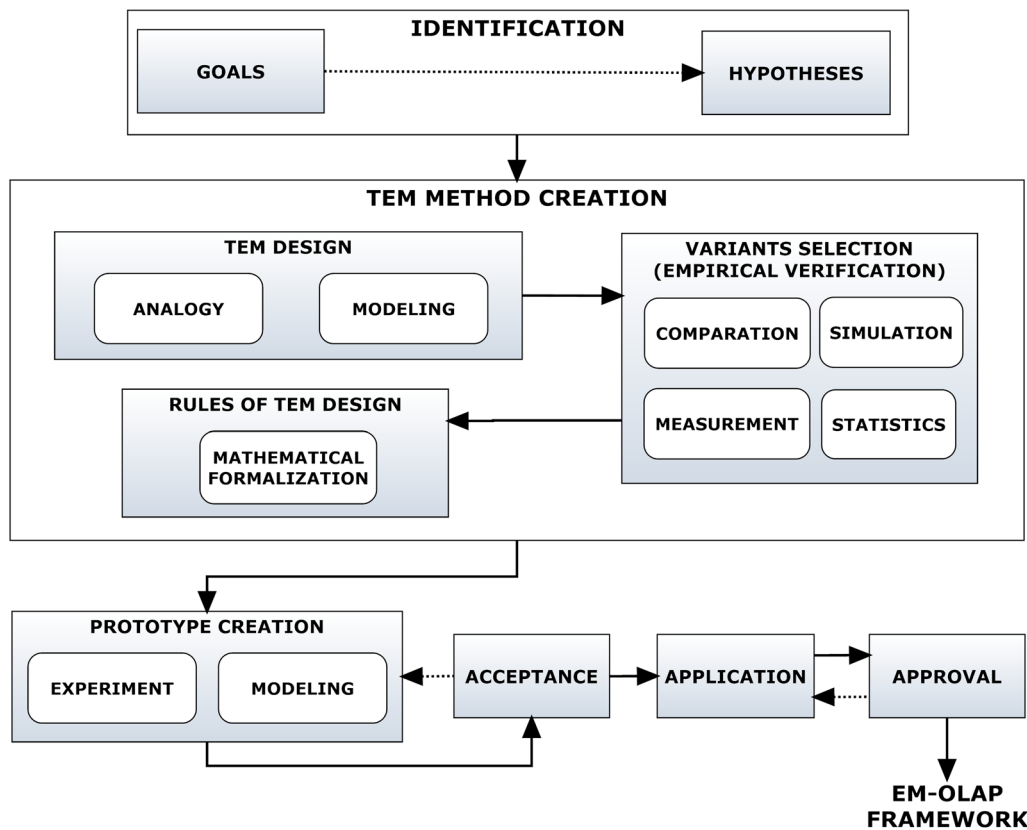 IDENTIFICATION
GOALS
HYPOTHESES
TEM METHOD CREATION
TEM DESIGN
ANALOGY
MODELING
VARIANTS SELECTION
(EMPIRICAL VERIFICATION)
COMPARATION
SIMULATION
MEASUREMENT
STATISTICS
RULES OF TEM DESIGN
MATHEMATICAL
FORMALIZATION
PROTOTYPE CREATION
EXPERIMENT
MODELING
ACCEPTANCE
APPLICATION
APPROVAL
EM-OLAP
FRAMEWORK